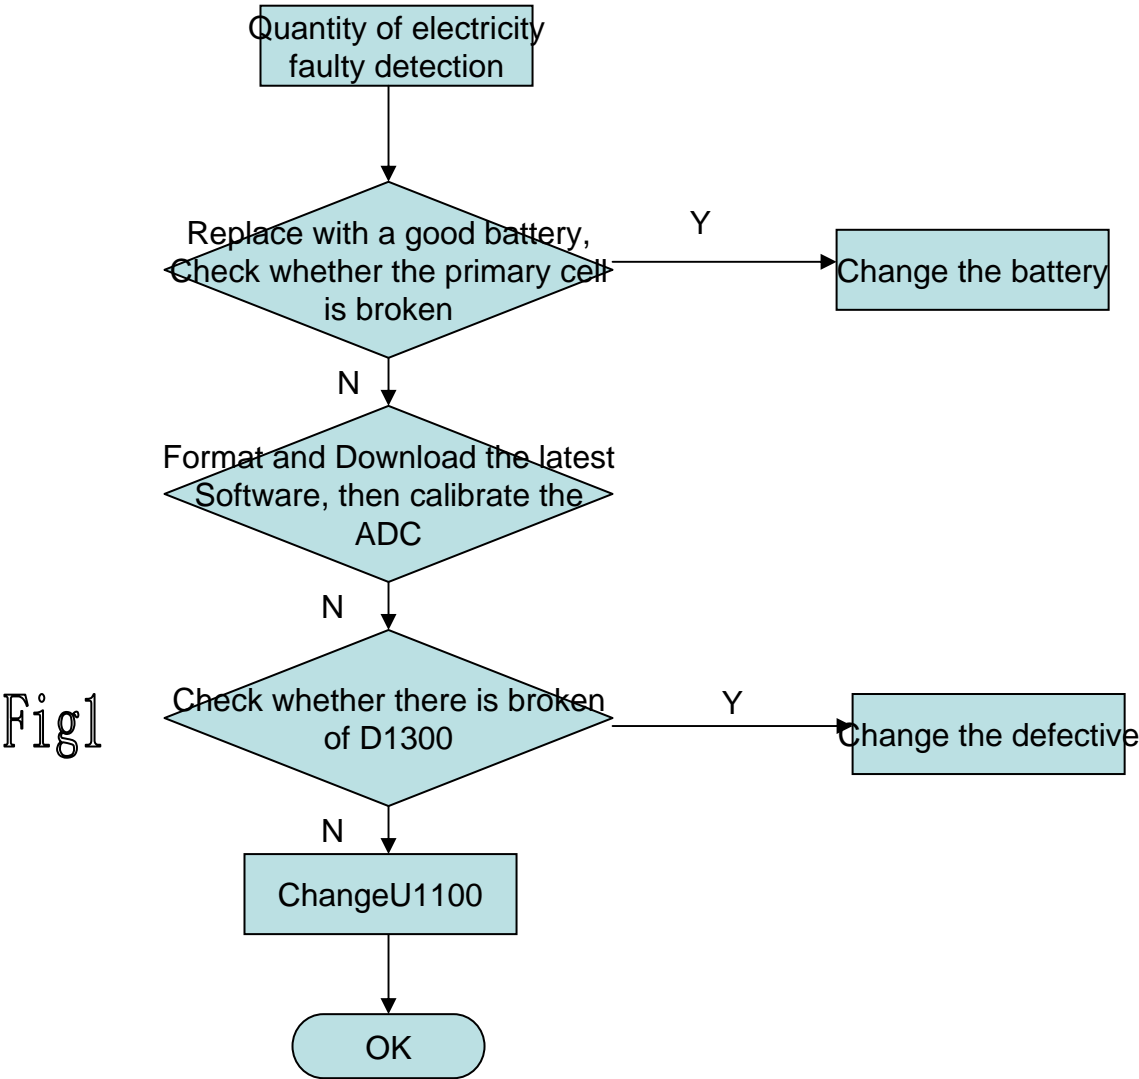 Quantity of electricity
faulty detection
Replace with a good battery,
Check whether the primary cell
is broken
Y
Change the battery
N
Format and Download the latest
Software, then calibrate the
ADC
N
Fig1
Check whether there is broken
of D1300
Y
Change the defective
N
ChangeU1100
OK